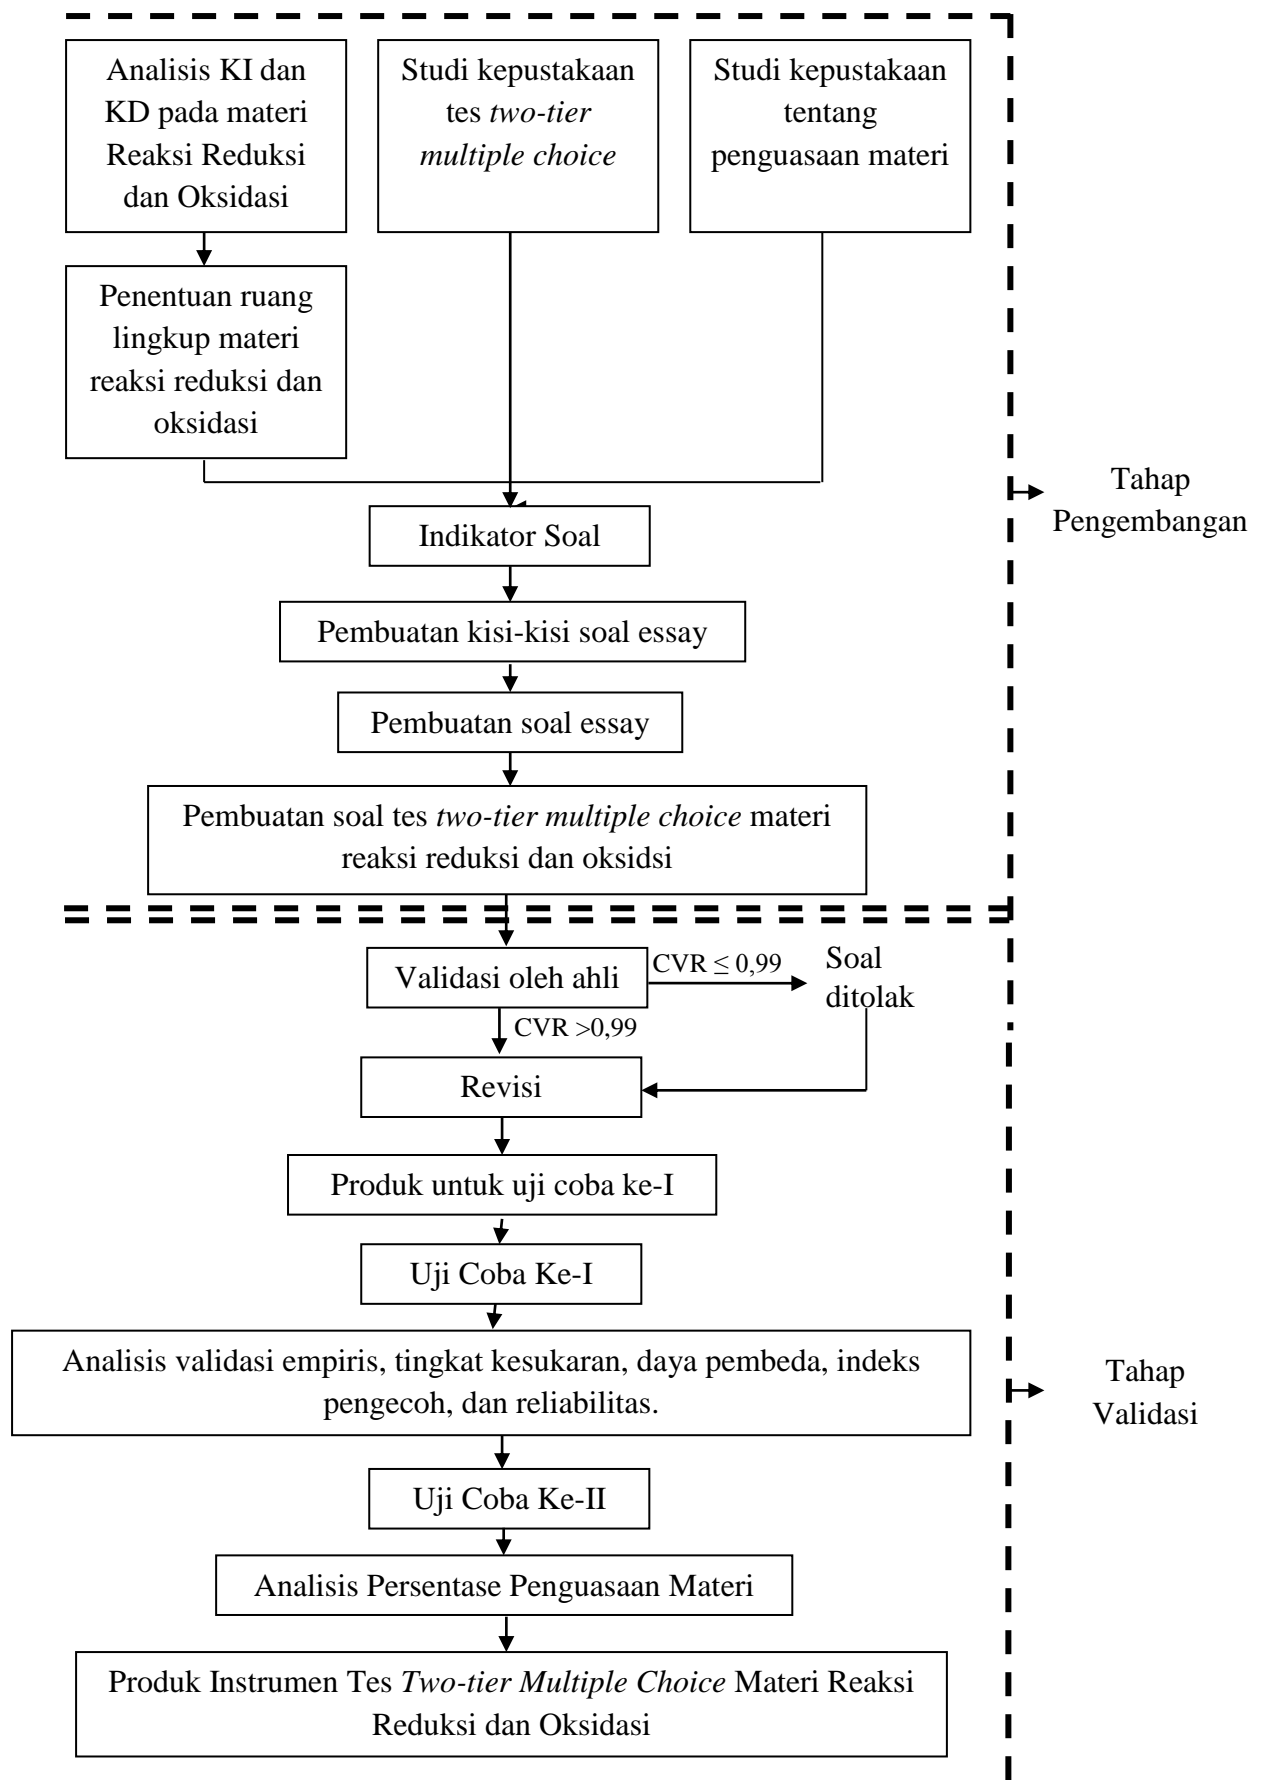 Analisis KI dan
KD pada materi
Reaksi Reduksi
dan Oksidasi
Studi kepustakaan
tes two-tier
multiple choice
Studi kepustakaan
tentang
penguasaan materi
Penentuan ruang
lingkup materi
reaksi reduksi dan
oksidasi
Tahap
Pengembangan
Indikator Soal
Pembuatan kisi-kisi soal essay
Pembuatan soal essay
Pembuatan soal tes two-tier multiple choice materi
reaksi reduksi dan oksidsi
Validasi oleh ahli
CVR ≤ 0,99
Soal
ditolak
CVR >0,99
Revisi
Produk untuk uji coba ke-I
Uji Coba Ke-I
Analisis validasi empiris, tingkat kesukaran, daya pembeda, indeks
pengecoh, dan reliabilitas.
Tahap
Validasi
Uji Coba Ke-II
Analisis Persentase Penguasaan Materi
Produk Instrumen Tes Two-tier Multiple Choice Materi Reaksi
Reduksi dan Oksidasi